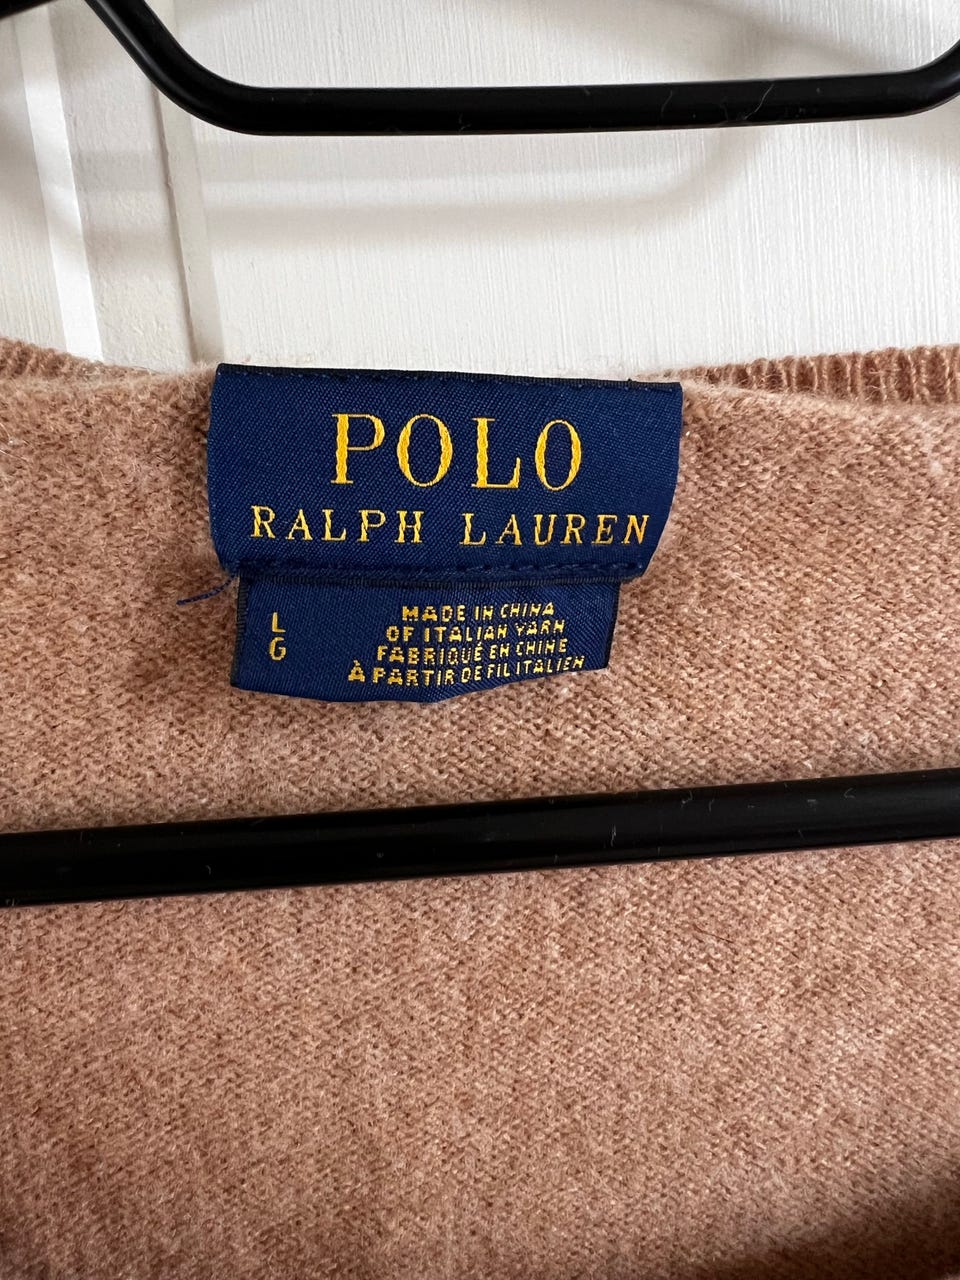 POLO
RALPH LAUREN
L
G
MADE IN CHINA
OF ITALIAN YARN
FABRIQUÉ EN CHINE
À PARTIR DE FIL ITALIEN